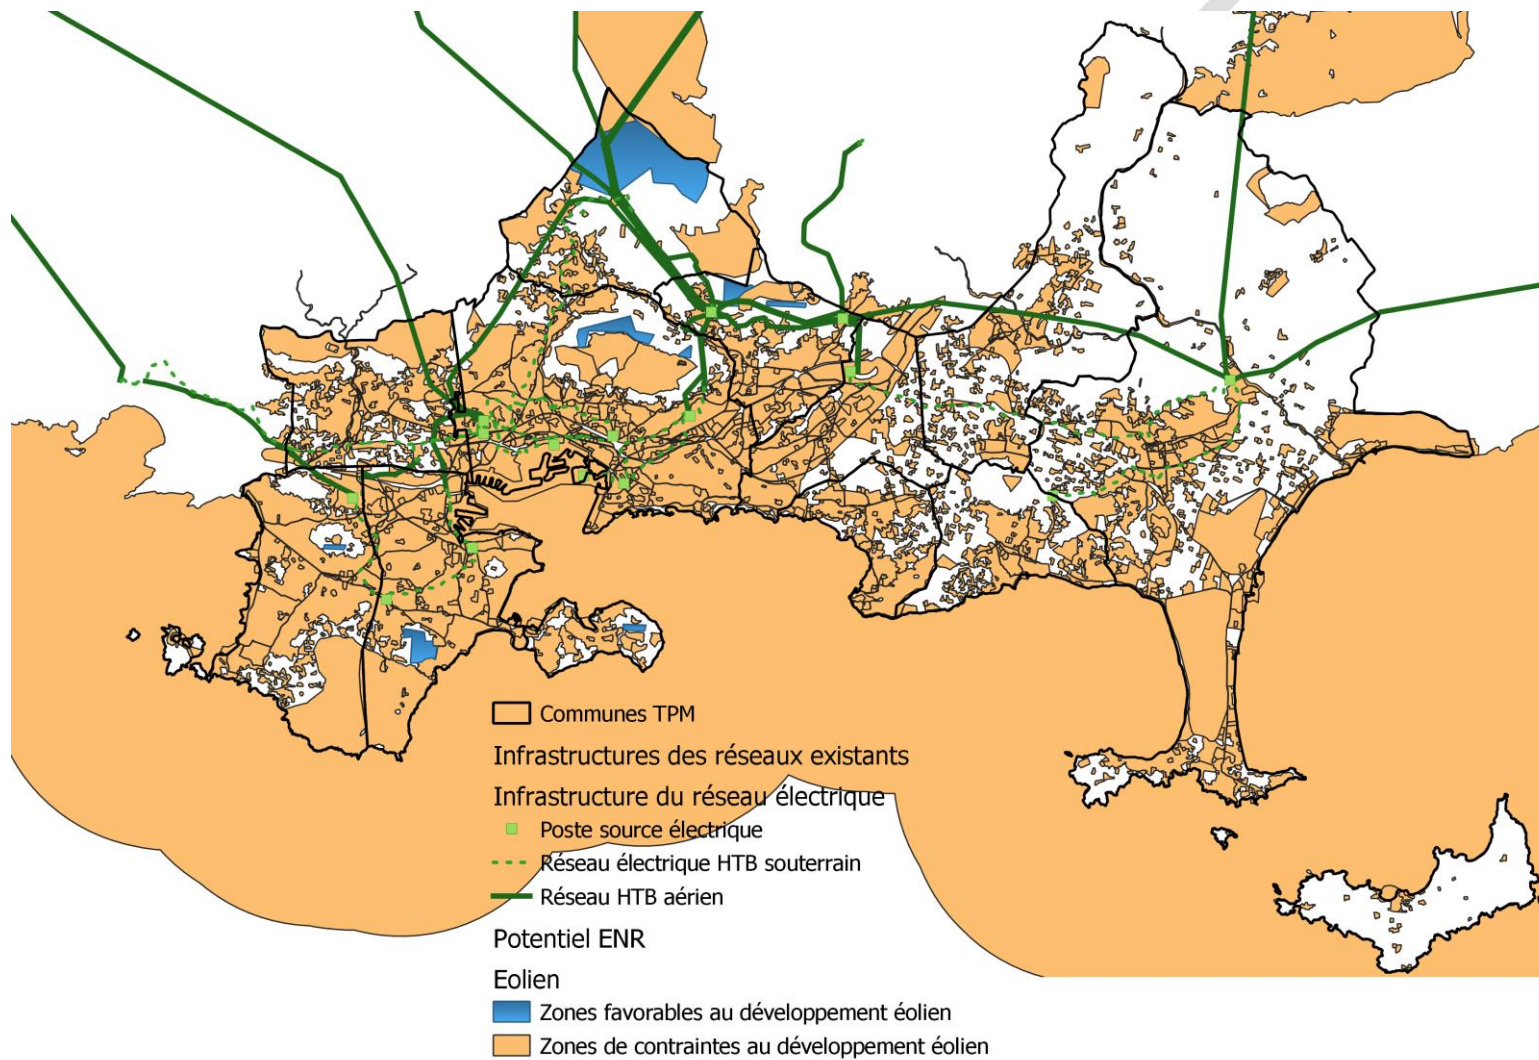 Communes TPM
Infrastructures des réseaux existants
Infrastructure du réseau électrique
Poste source électrique
Réseau électrique HTB souterrain
Réseau HTB aérien
Potentiel ENR
Eolien
Zones favorables au développement éolien
Zones de contraintes au développement éolien